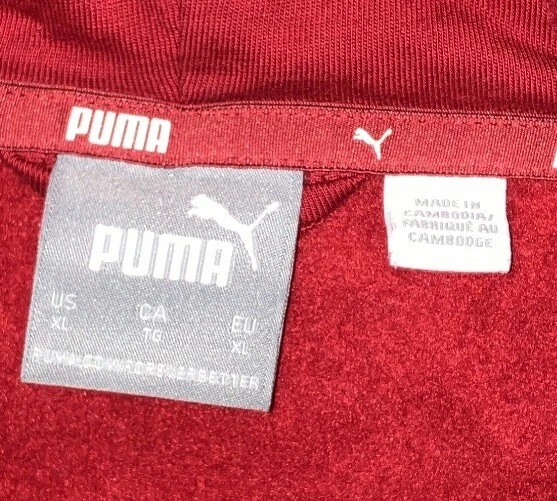 PUMA
PUMA
US CA EU
XL TG XL
PUMA.COM/FOREVERBETTER
MADE IN
CAMBODIA/
FABRIQUÉ AU
CAMBODGE